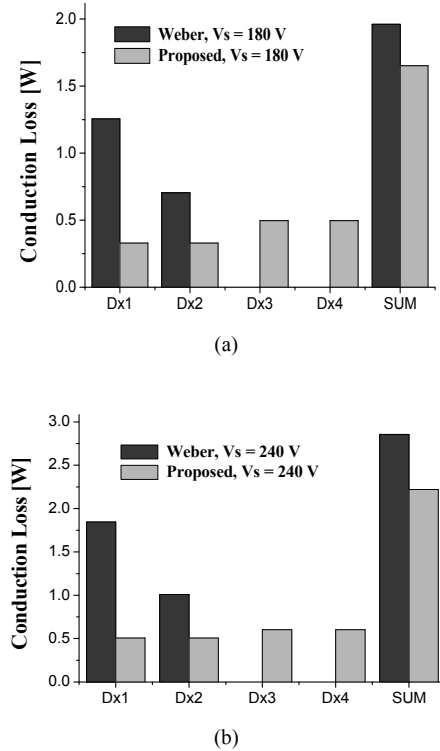 Conduction Loss [W]
2.0
1.5
1.0
0.5
0.0
Weber, Vs = 180 V
Proposed, Vs = 180 V
Dx1 Dx2 Dx3 Dx4 SUM
(a)
Conduction Loss [W]
3.0
2.5
2.0
1.5
1.0
0.5
0.0
Weber, Vs = 240 V
Proposed, Vs = 240 V
Dx1 Dx2 Dx3 Dx4 SUM
(b)